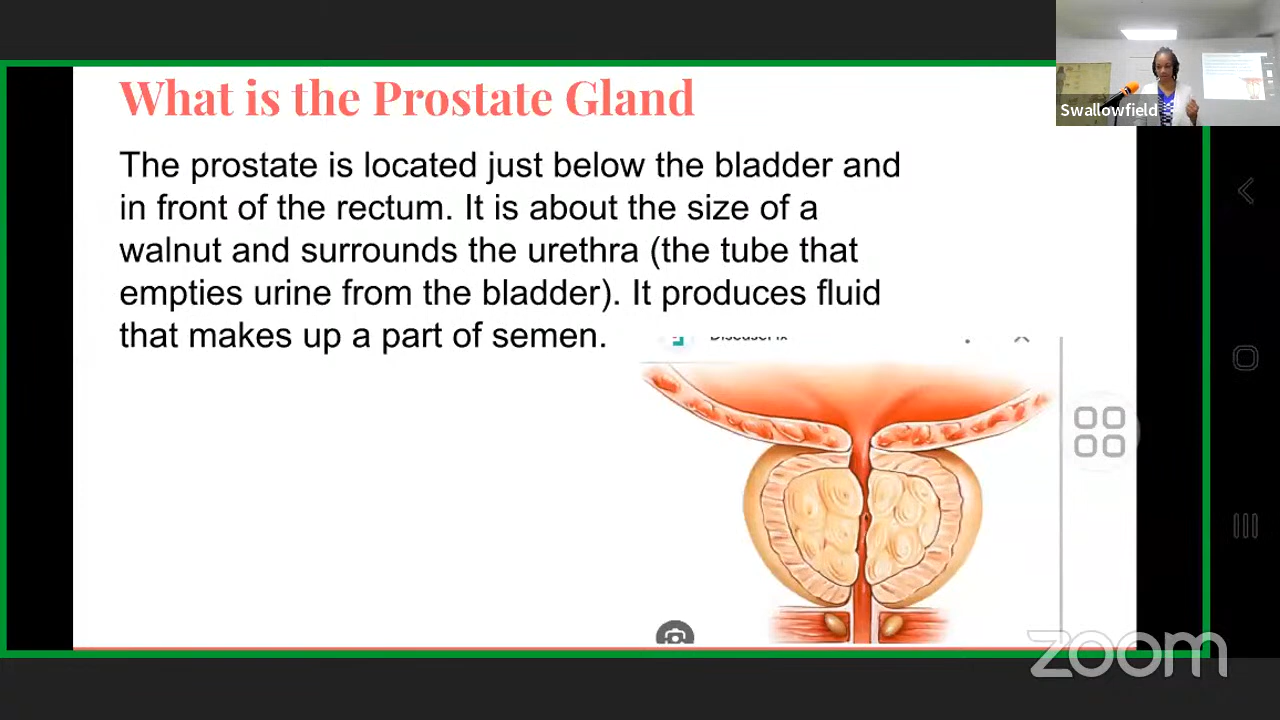 What is the Prostate Gland
Swallowfield
The prostate is located just below the bladder and
in front of the rectum. It is about the size of a
walnut and surrounds the urethra (the tube that
empties urine from the bladder). It produces fluid
that makes up a part of semen.
zoom